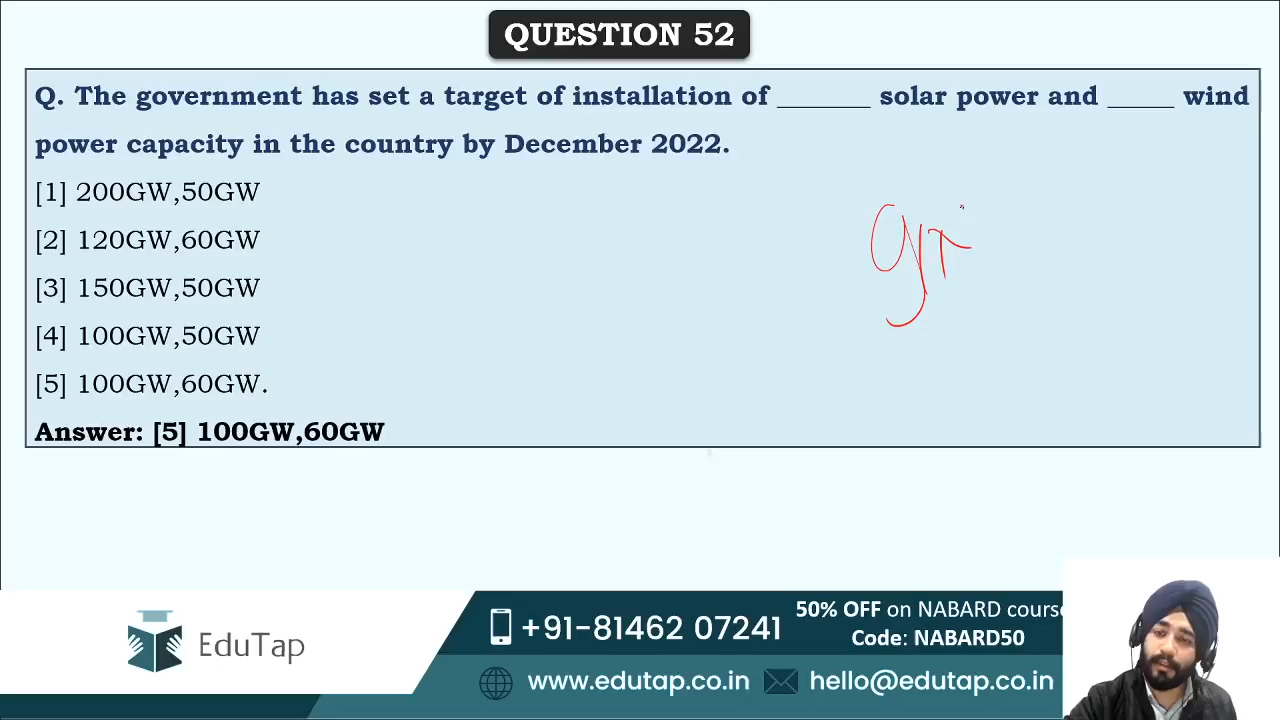 QUESTION 52
Q. The government has set a target of installation of _______ solar power and _____ wind
power capacity in the country by December 2022.
[1] 200GW,50GW
[2] 120GW,60GW
[3] 150GW,50GW
[4] 100GW,50GW
[5] 100GW,60GW.
Answer: [5] 100GW,60GW
gr
EduTap
+91-81462 07241
50% OFF on NABARD course
Code: NABARD50
www.edutap.co.in
hello@edutap.co.in